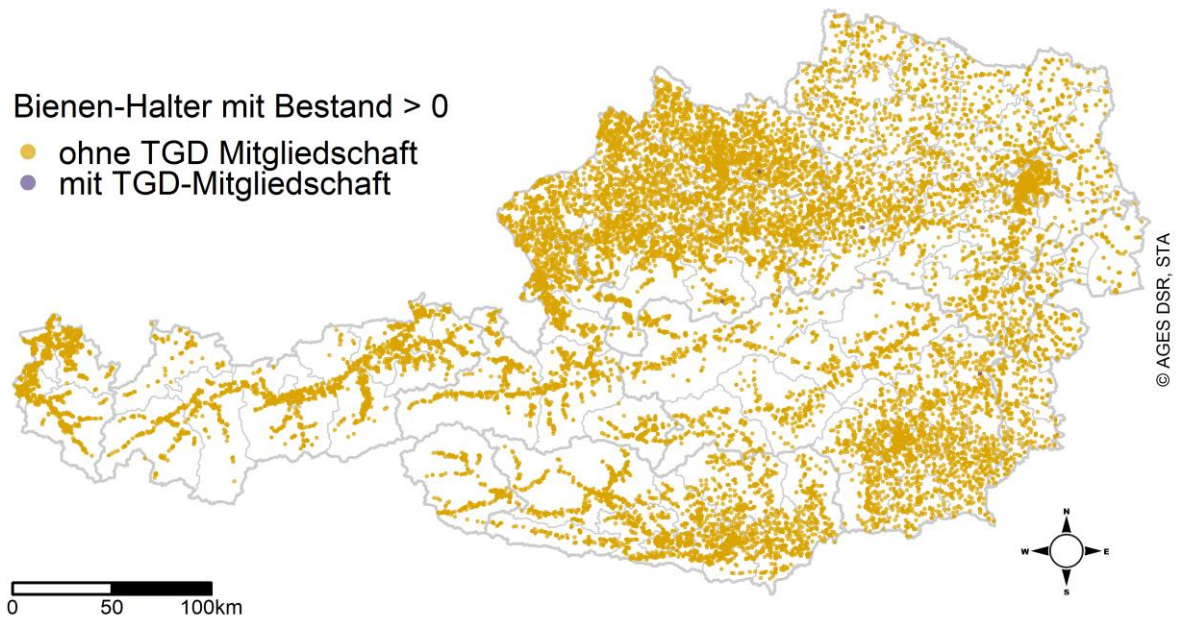 Bienen-Halter mit Bestand > 0
ohne TGD Mitgliedschaft
mit TGD-Mitgliedschaft
© AGES DSR, STA
N
W E
S
0 50 100km